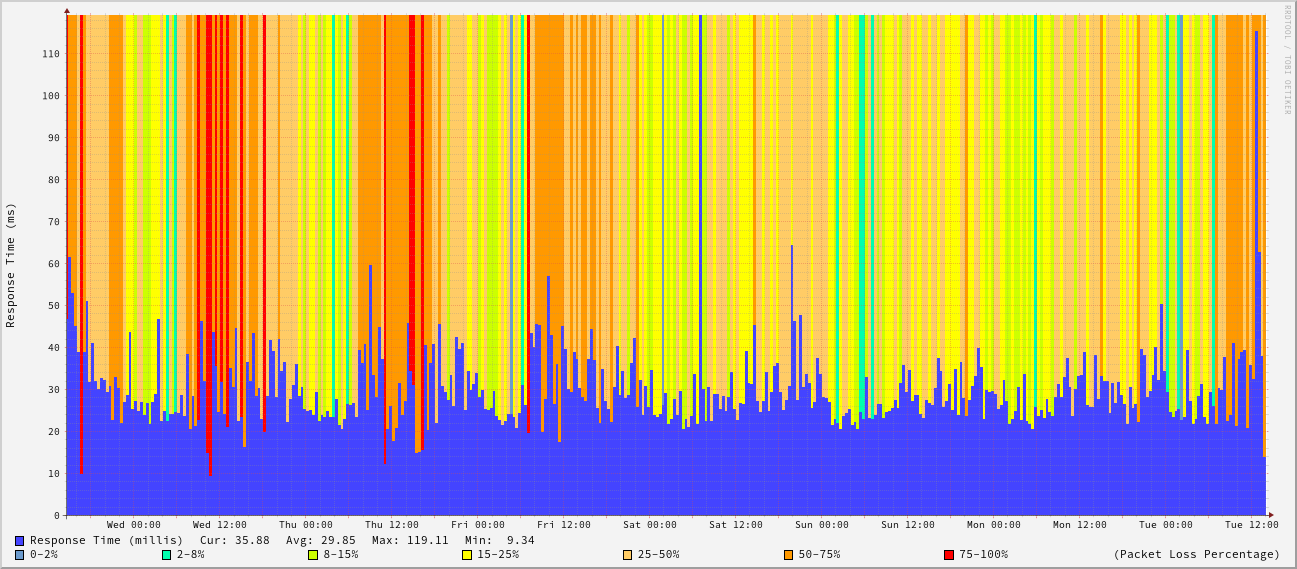 RRDTOOL / TOBI OETIKER
Response Time (ms)
110
100
90
80
70
60
50
40
30
20
10
0
Wed 00:00 Wed 12:00 Thu 00:00 Thu 12:00 Fri 00:00 Fri 12:00 Sat 00:00 Sat 12:00 Sun 00:00 Sun 12:00 Mon 00:00 Mon 12:00 Tue 00:00 Tue 12:00
Response Time (millis) Cur: 35.88 Avg: 29.85 Max: 119.11 Min: 9.34
0-2% 2-8% 8-15% 15-25% 25-50% 50-75% 75-100% (Packet Loss Percentage)